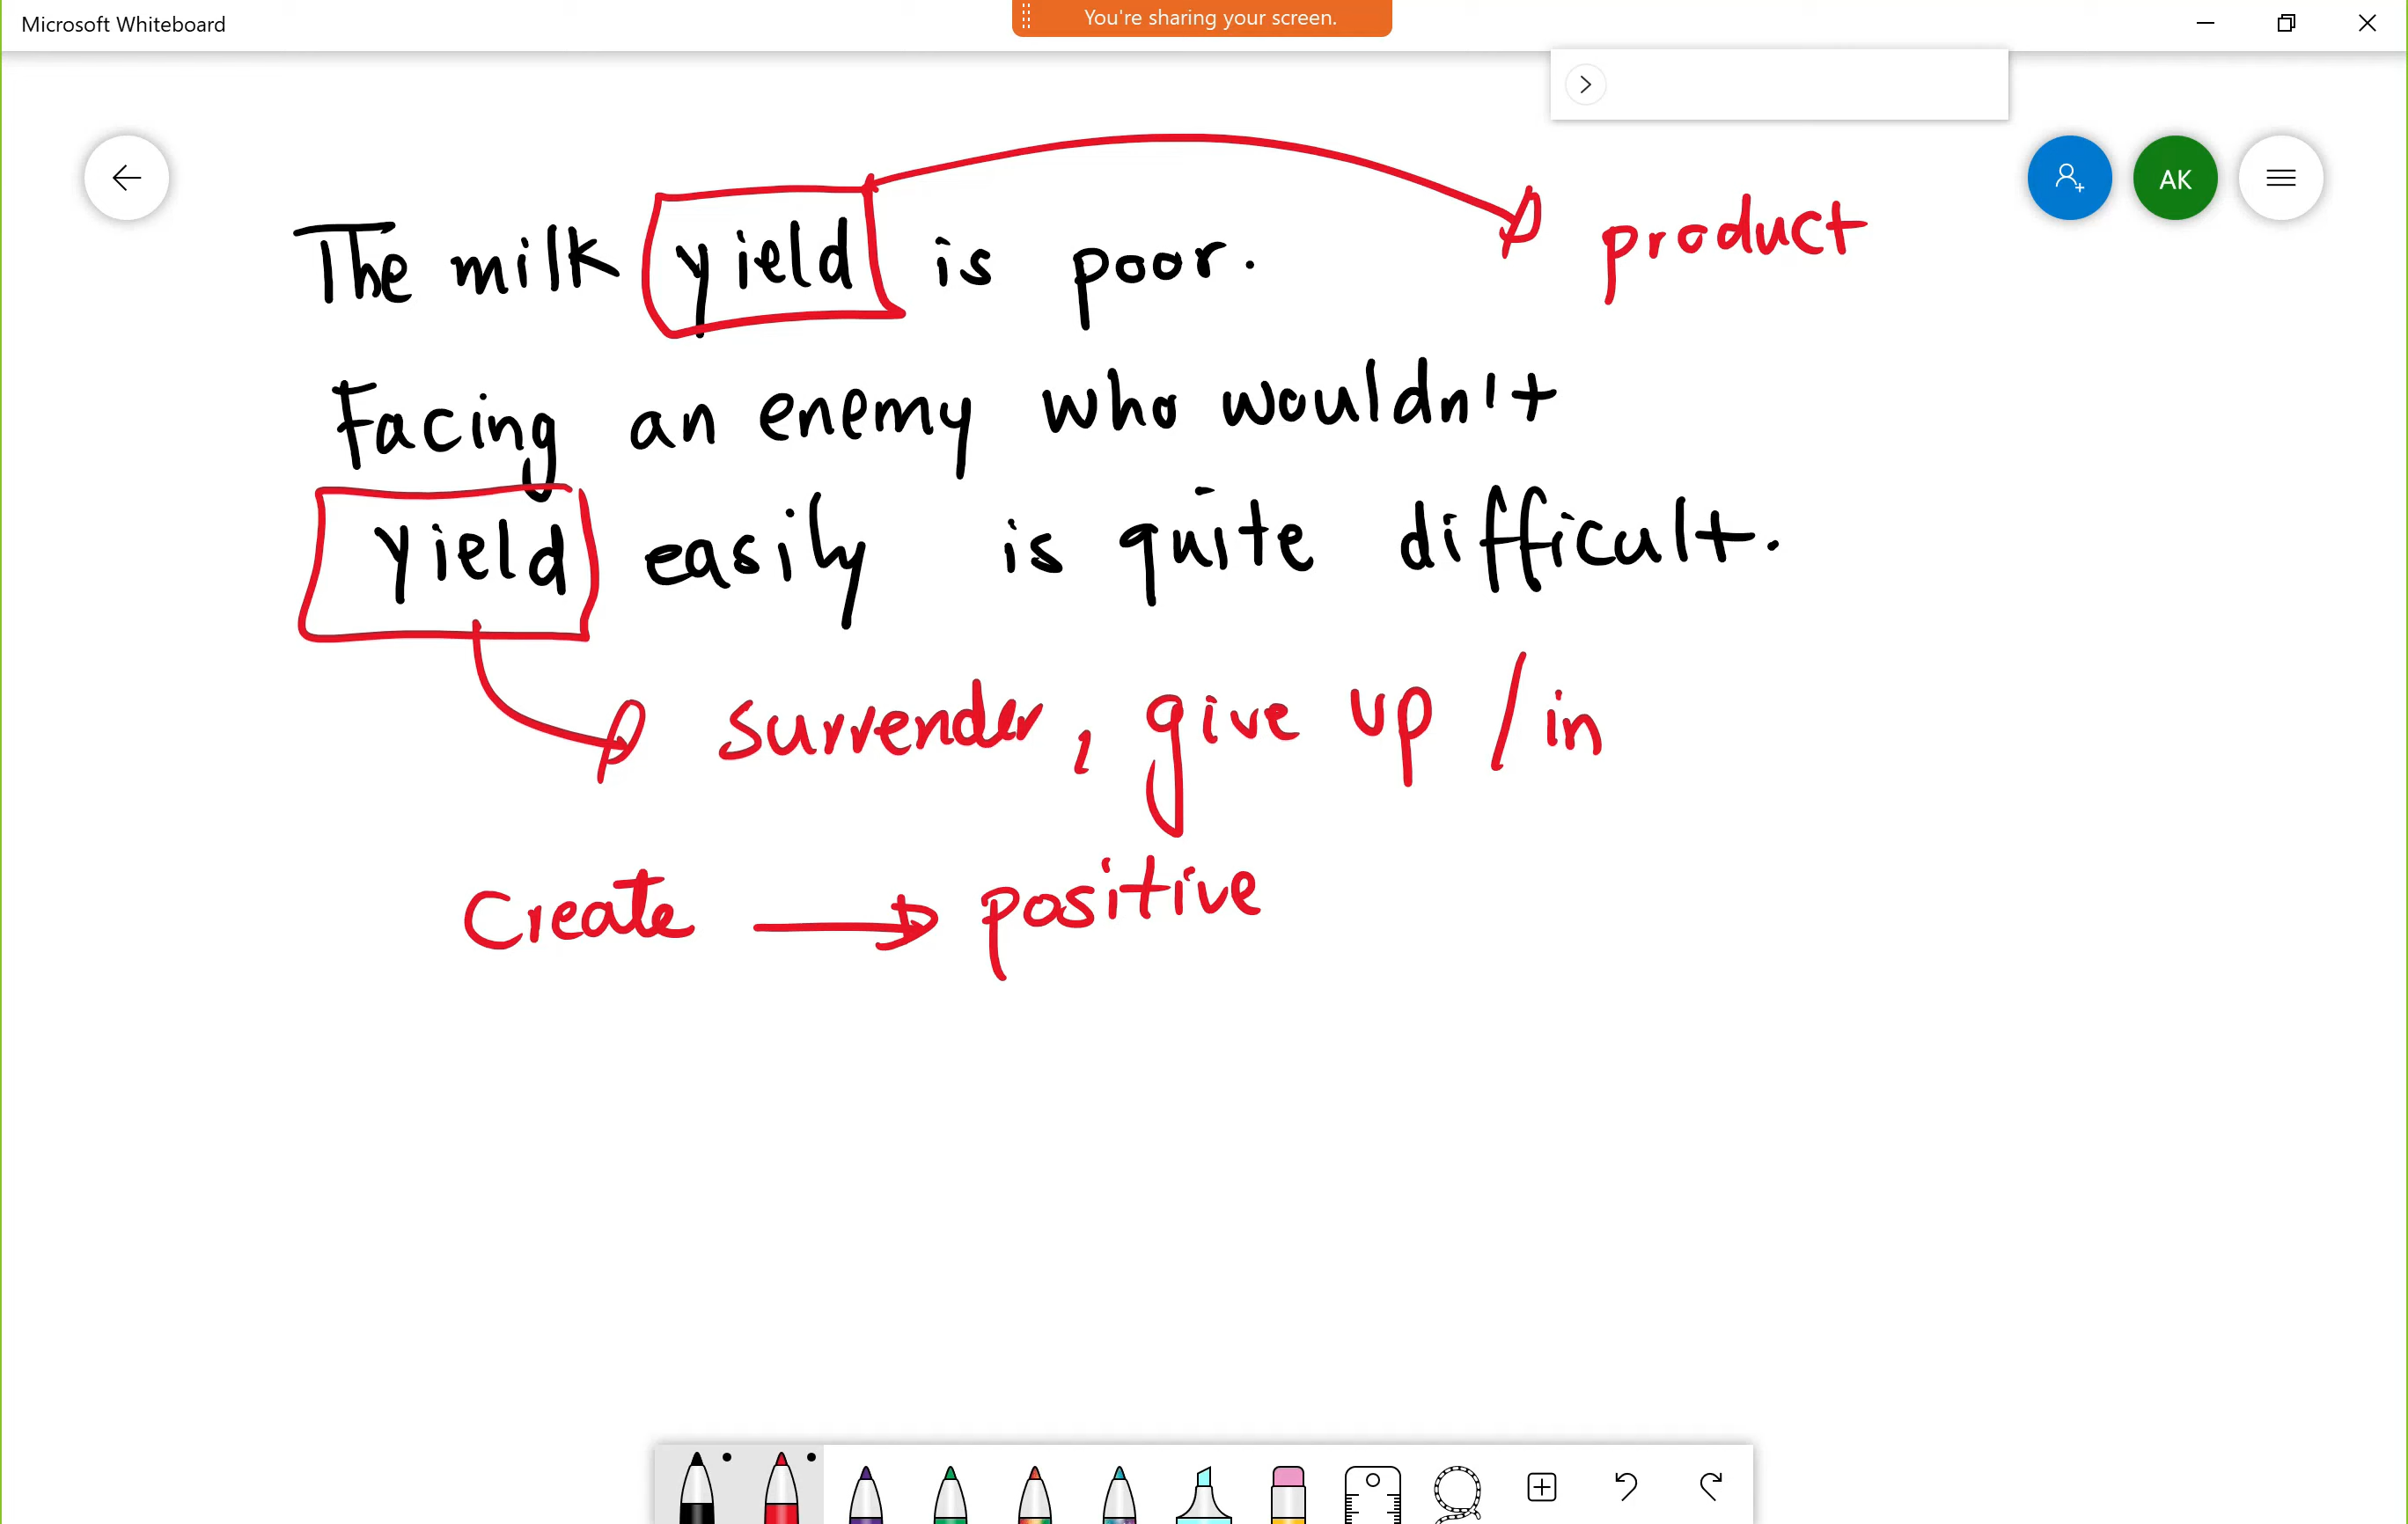 Microsoft Whiteboard
You're sharing your screen.
AK
The milk yield is poor.
product
Facing an enemy who wouldn't
yield easily is quite difficult.
surrender, give up / in
Create → positive